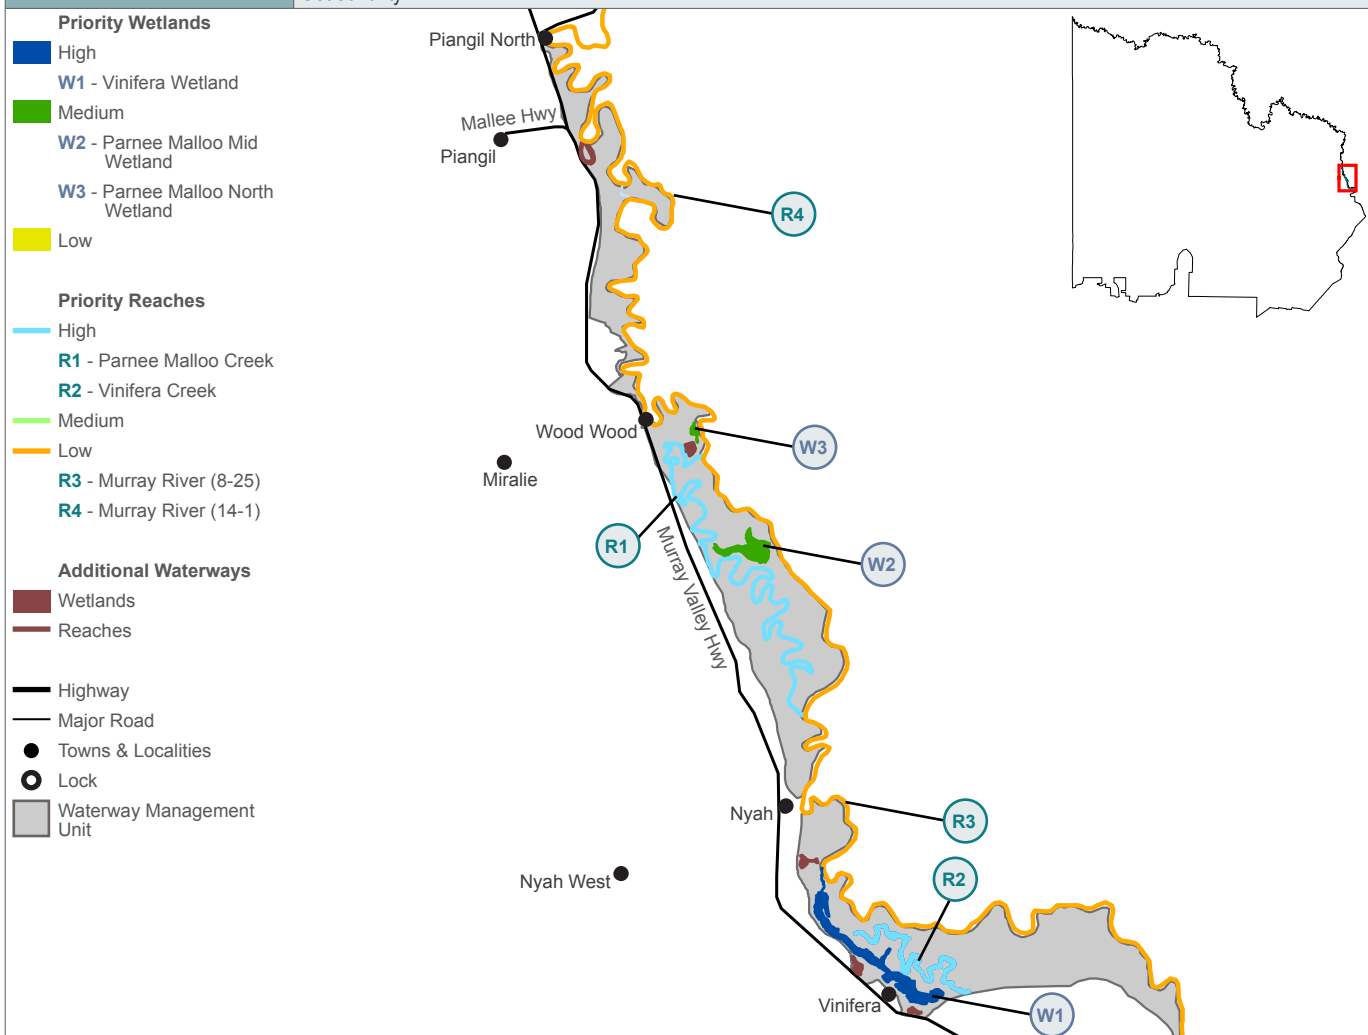 Priority Wetlands
High
W1 - Vinifera Wetland
Medium
W2 - Parnee Malloo Mid
Wetland
W3 - Parnee Malloo North
Wetland
Low
Priority Reaches
High
R1 - Parnee Malloo Creek
R2 - Vinifera Creek
Medium
Low
R3 - Murray River (8-25)
R4 - Murray River (14-1)
Additional Waterways
Wetlands
Reaches
Highway
Major Road
Towns & Localities
Lock
Waterway Management
Unit
Piangil North
Mallee Hwy
Piangil
R4
Wood Wood
W3
Miralie
R1
Murray Valley Hwy
W2
Nyah
R3
Nyah West
R2
Vinifera
W1